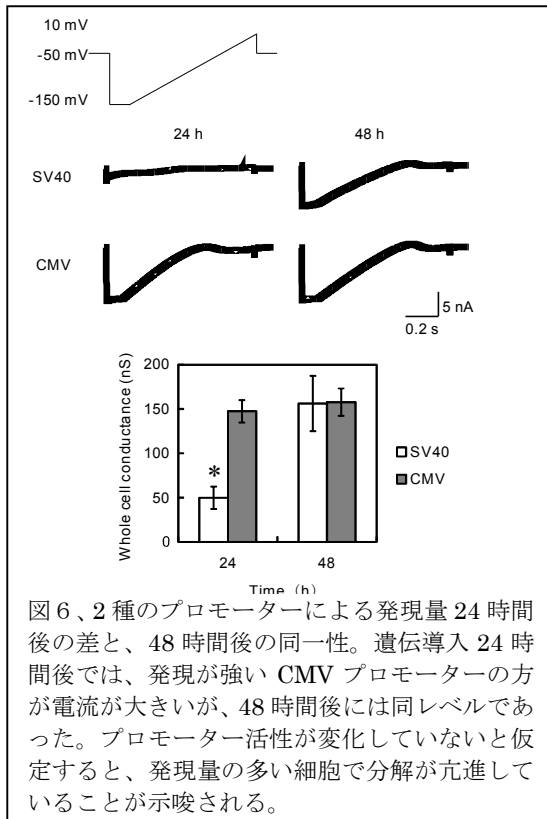 10 mV
-50 mV
-150 mV
24 h
48 h
SV40
CMV
5 nA
0.2 s
Whole cell conductance (nS)
200
150
100
50
0
*
SV40
CMV
24
48
Time (h)
図6、2種のプロモーターによる発現量24時間
後の差と、48時間後の同一性。遺伝導入24時
間後では、発現が強い CMV プロモーターの方
が電流が大きいが、48時間後には同レベルであ
った。プロモーター活性が変化していないと仮
定すると、発現量の多い細胞で分解が亢進して
いることが示唆される。